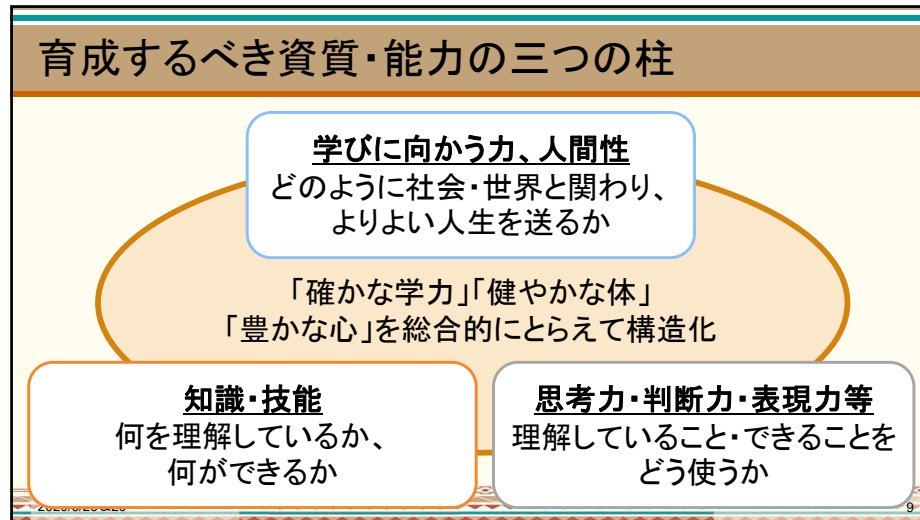 育成するべき資質・能力の三つの柱
学びに向かう力、人間性
どのように社会・世界と関わり、
よりよい人生を送るか
「確かな学力」「健やかな体」
「豊かな心」を総合的にとらえて構造化
知識・技能
何を理解しているか、
何ができるか
思考力・判断力・表現力等
理解していること・できることを
どう使うか
9